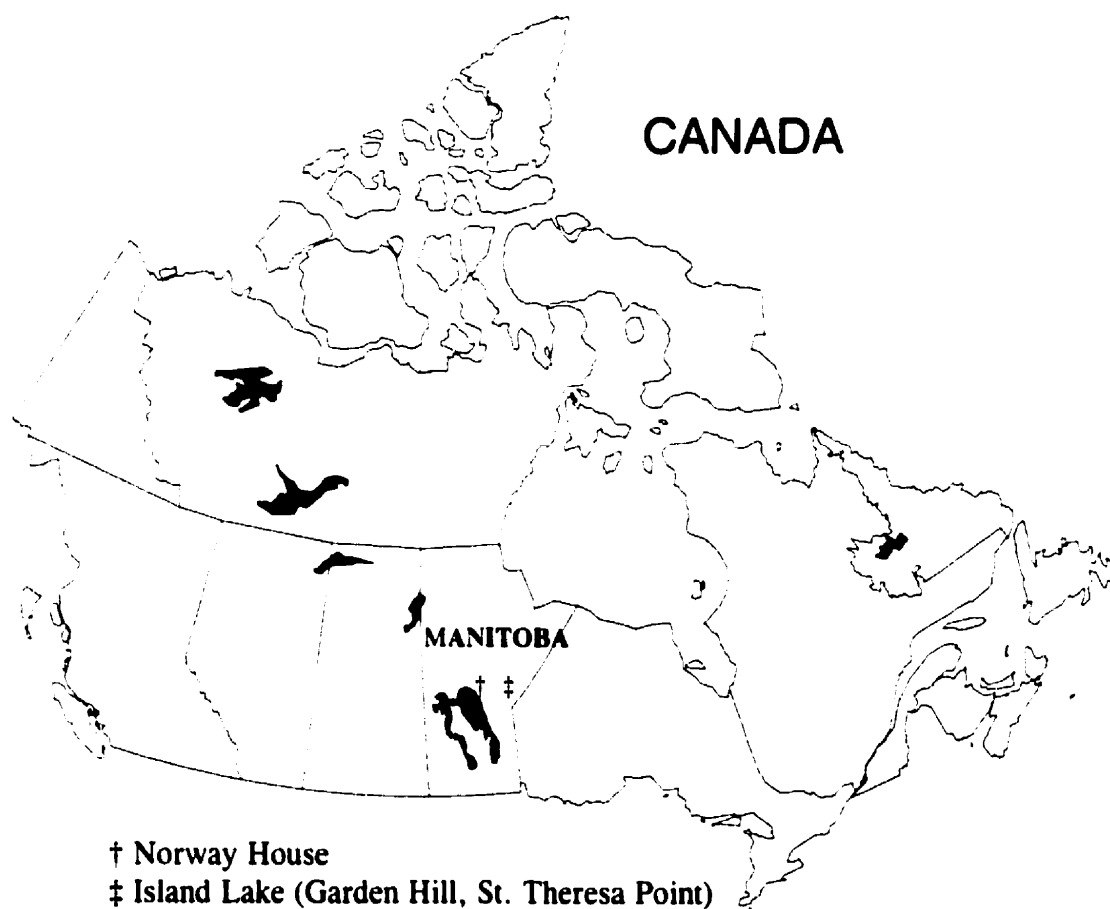 CANADA
MANITOBA
† ‡
† Norway House
‡ Island Lake (Garden Hill, St. Theresa Point)